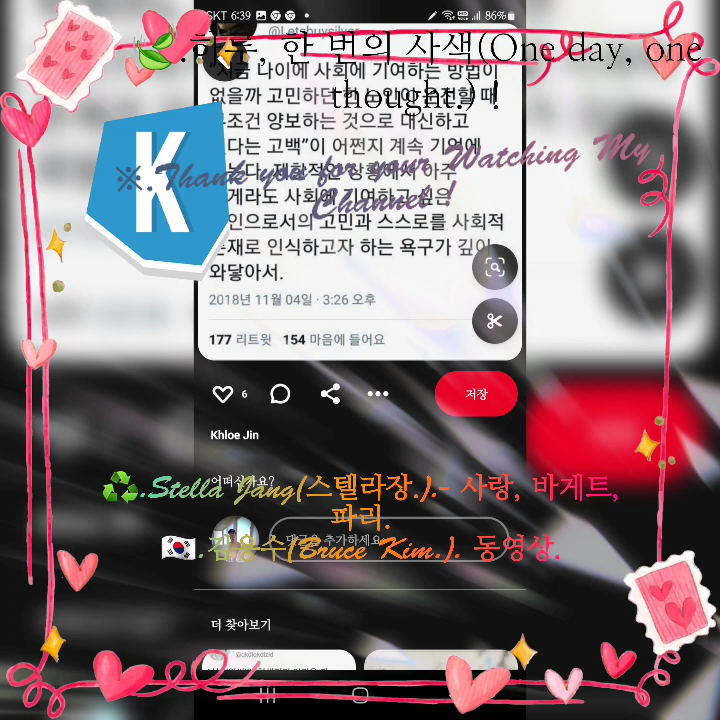 SKT 6:39 86%
@Letsbuysilver
.하루, 한 번의 사색(One day, one
thought.) !
"지금 나이에 사회에 기여하는 방법이
없을까 고민하던
때
조건 양보하는 것으로 대신하고
다는 고백"이 어쩐지 계속 기억에
제한적인 상황에서 아주
게라도 사회에 기여하고 싶은
인으로서의 고민과 스스로를 사회적
존재로 인식하고자 하는 욕구가 깊이
와닿아서.
K
※.Thank you for your Watching My
Channel !
2018년 11월 04일 · 3:26 오후
177 리트윗 154 마음에 들어요
6
저장
Khloe Jin
어떠신가요?
.Stella Jang(스텔라장.).- 사랑, 바게트,
파리.
댓글을 추가하세요
.김용수(Bruce Kim.). 동영상.
더 찾아보기